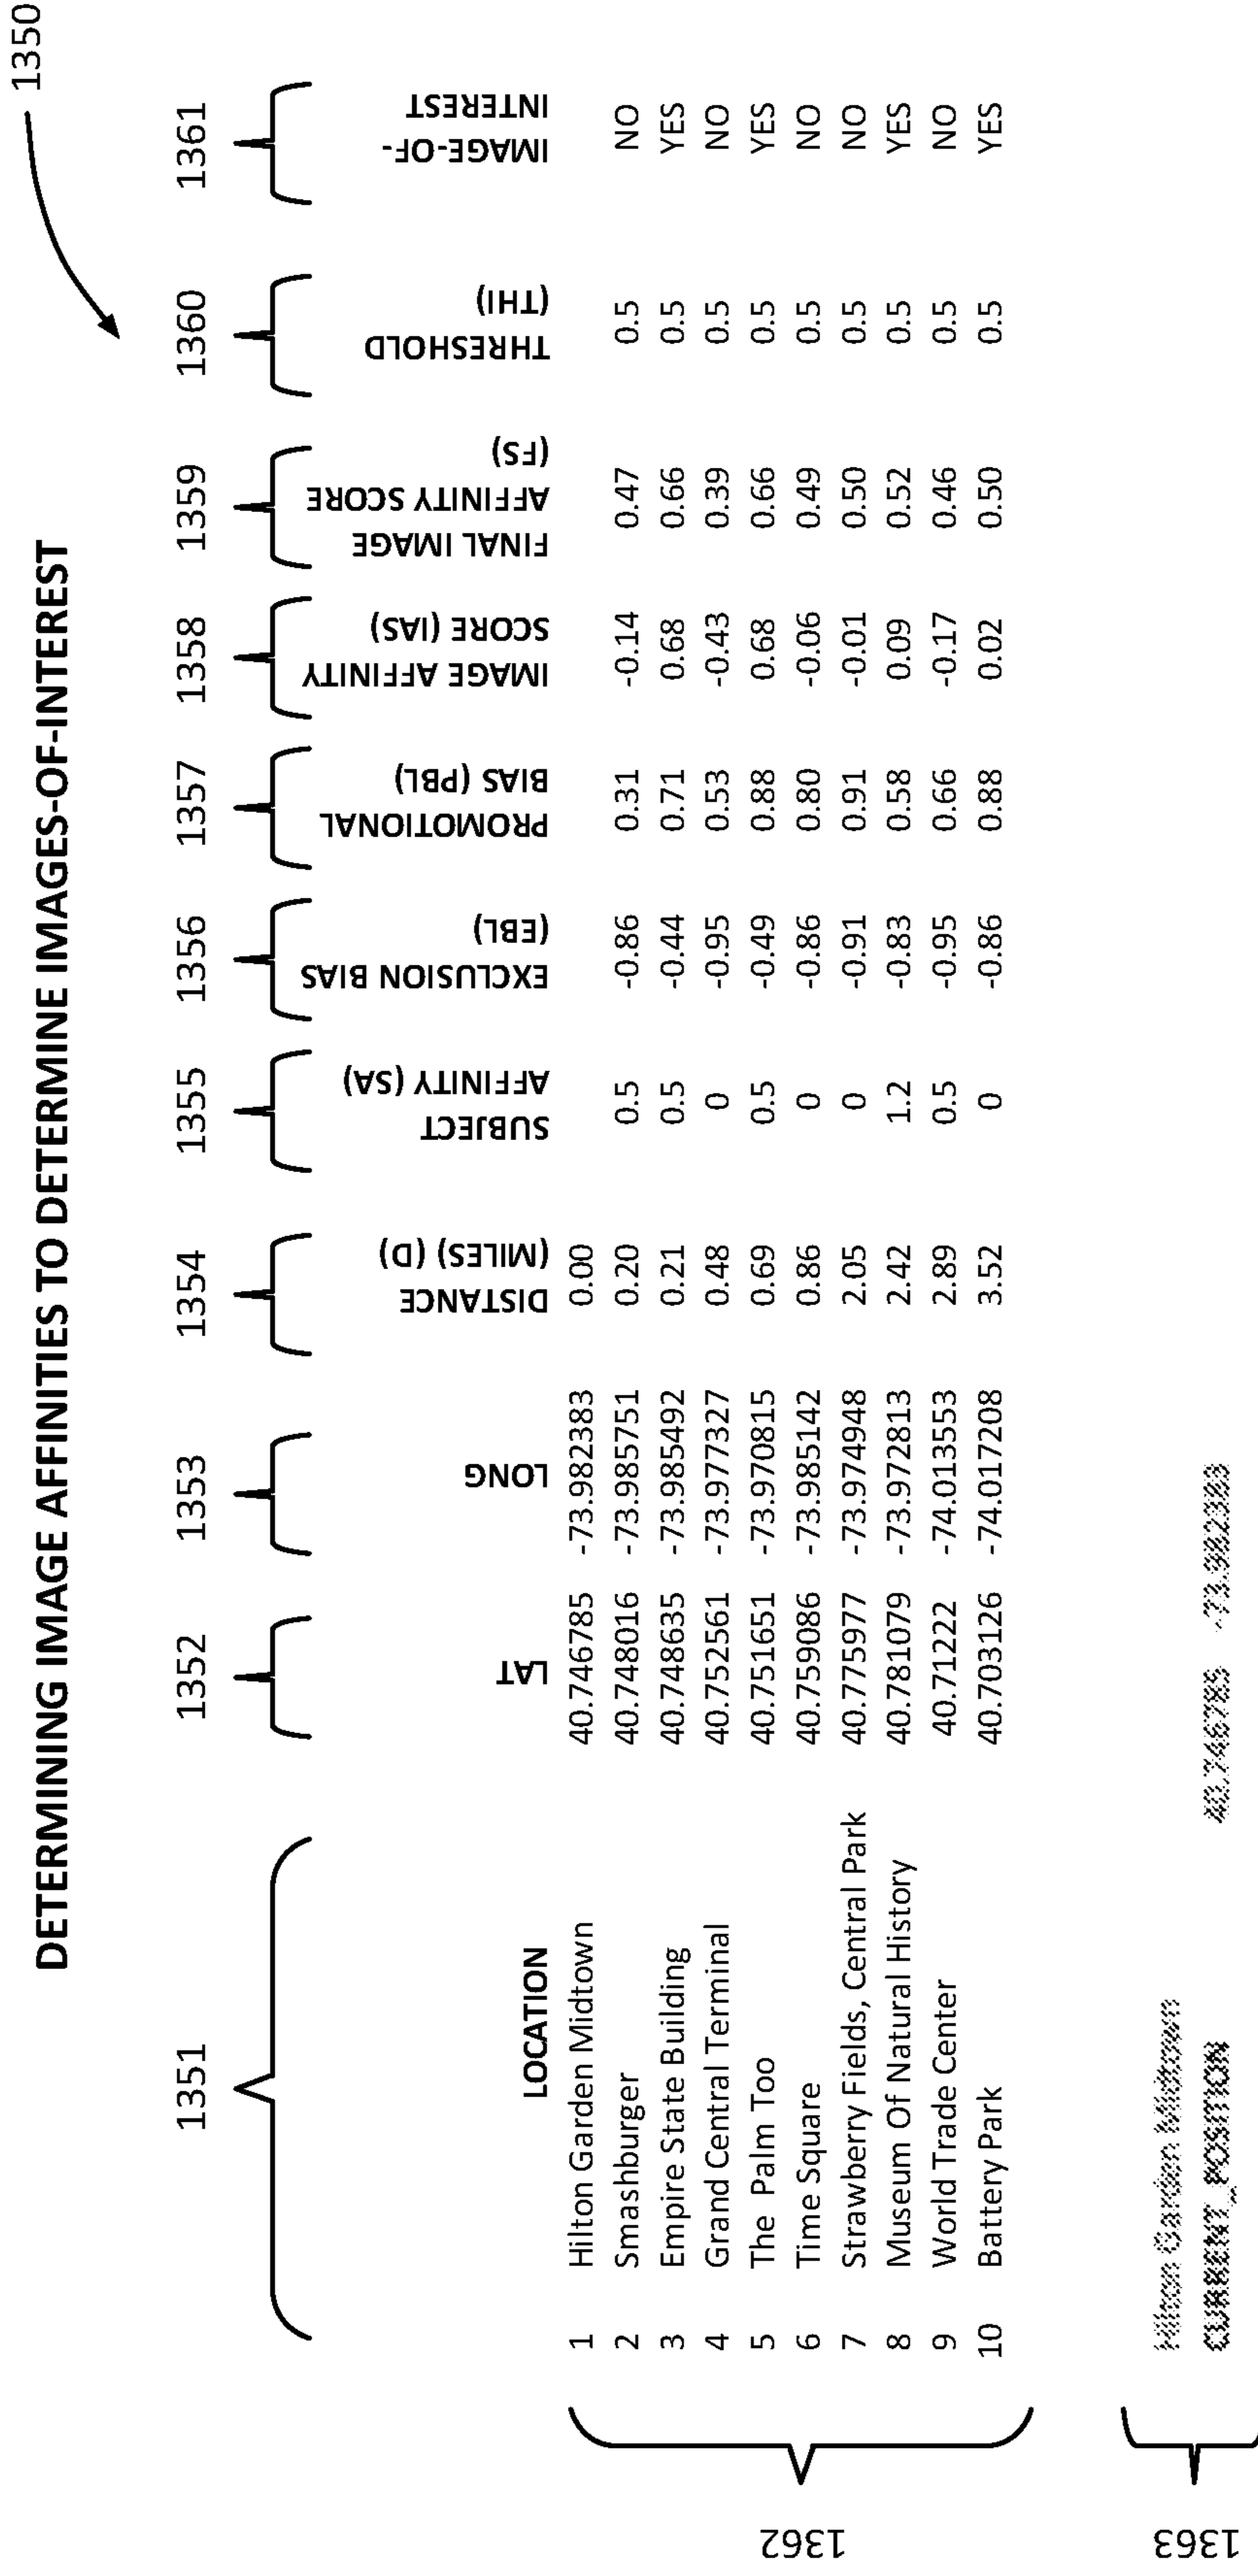 1350
DETERMINING IMAGE AFFINITIES TO DETERMINE IMAGES-OF-INTEREST
1351 1352 1353 1354 1355 1356 1357 1358 1359 1360 1361
LOCATION LAT LONG DISTANCE (MILES) (D) SUBJECT AFFINITY (SA) EXCLUSION BIAS (EBL) PROMOTIONAL BIAS (PBL) IMAGE AFFINITY SCORE (IAS) FINAL IMAGE AFFINITY SCORE (FS) THRESHOLD (THI) IMAGE-OF-INTEREST
1 Hilton Garden Midtown 40.746785 -73.982383 0.00
2 Smashburger 40.748016 -73.985751 0.20 0.5 -0.86 0.31 -0.14 0.47 0.5 NO
3 Empire State Building 40.748635 -73.985492 0.21 0.5 -0.44 0.71 0.68 0.66 0.5 YES
4 Grand Central Terminal 40.752561 -73.977327 0.48 0 -0.95 0.53 -0.43 0.39 0.5 NO
5 The Palm Too 40.751651 -73.970815 0.69 0.5 -0.49 0.88 0.68 0.66 0.5 YES
6 Time Square 40.759086 -73.985142 0.86 0 -0.86 0.80 -0.06 0.49 0.5 NO
7 Strawberry Fields, Central Park 40.775977 -73.974948 2.05 0 -0.91 0.91 -0.01 0.50 0.5 NO
8 Museum Of Natural History 40.781079 -73.972813 2.42 1.2 -0.83 0.58 0.09 0.52 0.5 YES
9 World Trade Center 40.71222 -74.013553 2.89 0.5 -0.95 0.66 -0.17 0.46 0.5 NO
10 Battery Park 40.703126 -74.017208 3.52 0 -0.86 0.88 0.02 0.50 0.5 YES
1362
Hilton Garden Midtown
CURRENT_POSITION 40.746785 -73.982383
1363